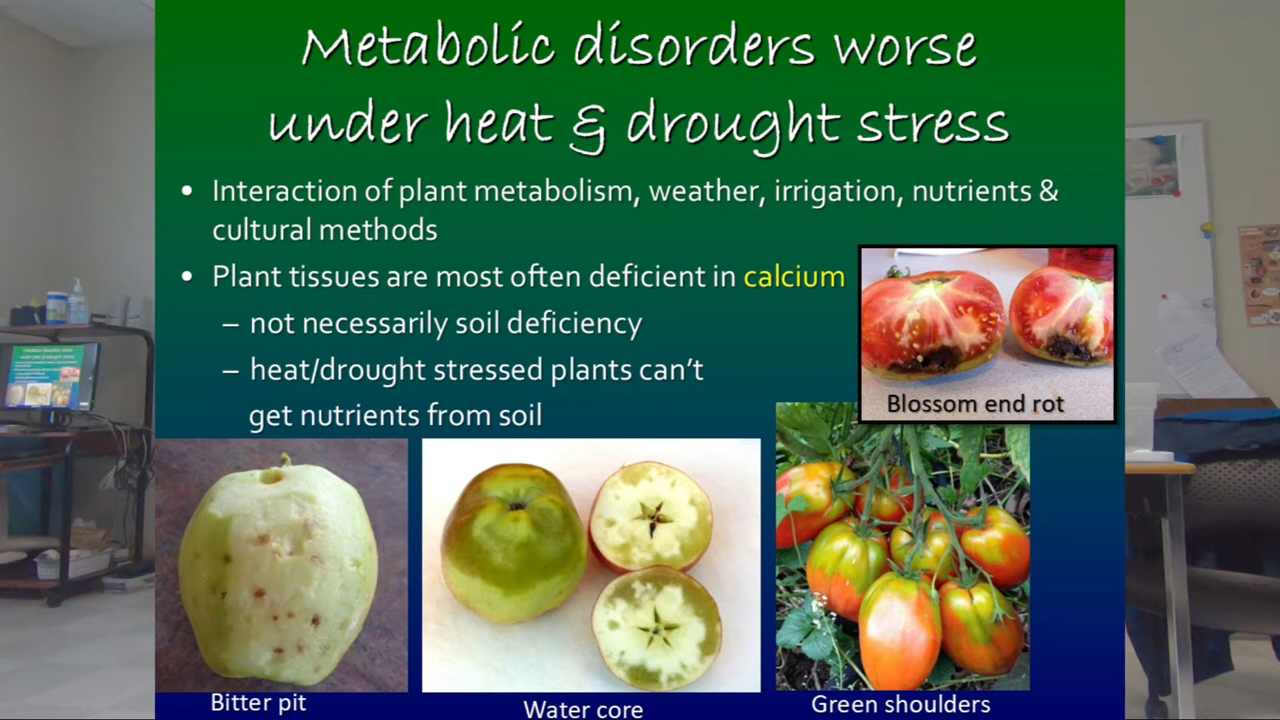 Metabolic disorders worse
under heat & drought stress
• Interaction of plant metabolism, weather, irrigation, nutrients &
cultural methods
• Plant tissues are most often deficient in calcium
– not necessarily soil deficiency
– heat/drought stressed plants can't
get nutrients from soil
Blossom end rot
Bitter pit
Water core
Green shoulders